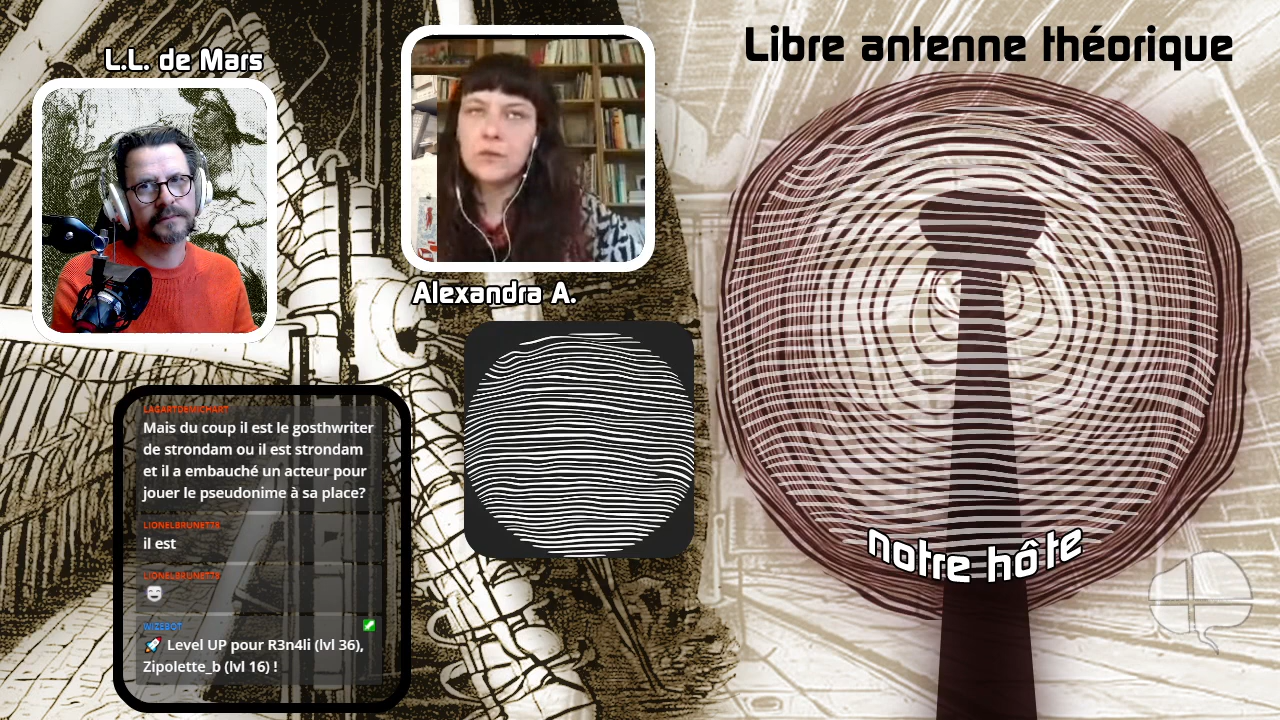 Libre antenne théorique
L.L. de Mars
Alexandra A.
LAGARTDEMICHART
Mais du coup il est le gosthwriter
de strondam ou il est strondam
et il a embauché un acteur pour
jouer le pseudonime à sa place?
LIONELBRUNET78
il est
LIONELBRUNET78
WIZEBOT
Level UP pour R3n4li (lvl 36),
Zipolette_b (lvl 16) !
notre hôte